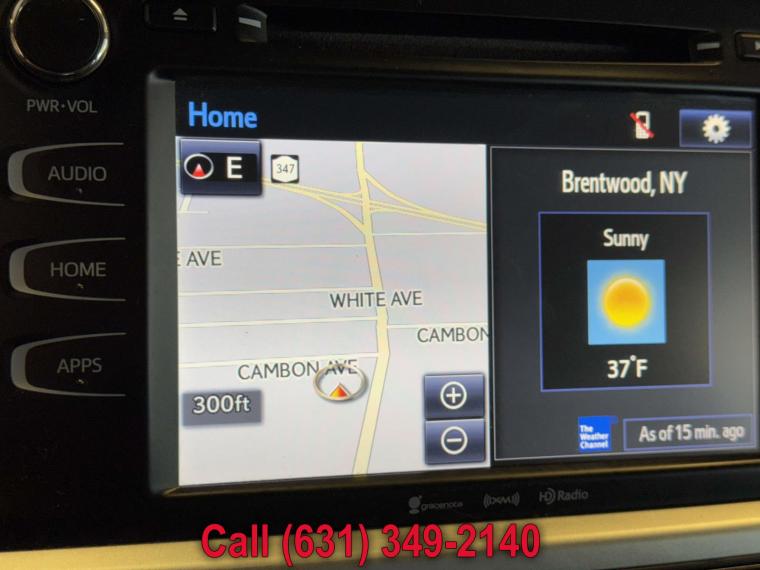 PWR•VOL
AUDIO
HOME
APPS
Home
E
347
E AVE
WHITE AVE
CAMBON
CAMBON AVE
300ft
Brentwood, NY
Sunny
37°F
The
Weather
Channel
As of 15 min. ago
gracenote
((XM))
HD Radio
Call (631) 349-2140